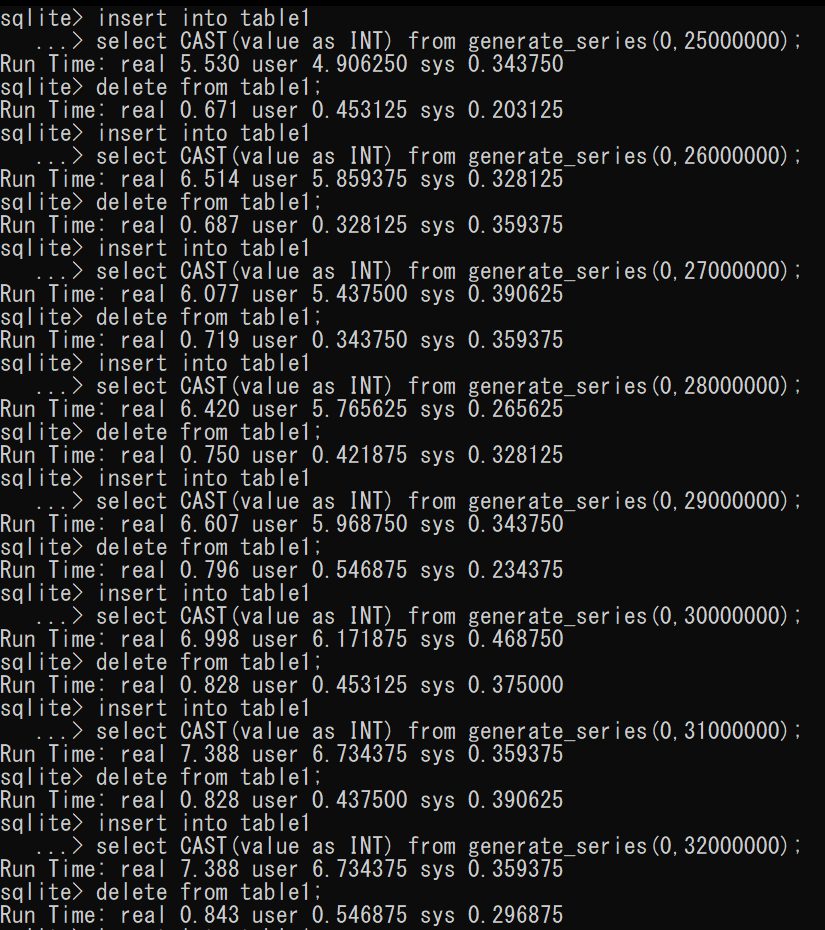 sqlite> insert into table1
   ...> select CAST(value as INT) from generate_series(0,25000000);
Run Time: real 5.530 user 4.906250 sys 0.343750
sqlite> delete from table1;
Run Time: real 0.671 user 0.453125 sys 0.203125
sqlite> insert into table1
   ...> select CAST(value as INT) from generate_series(0,26000000);
Run Time: real 6.514 user 5.859375 sys 0.328125
sqlite> delete from table1;
Run Time: real 0.687 user 0.328125 sys 0.359375
sqlite> insert into table1
   ...> select CAST(value as INT) from generate_series(0,27000000);
Run Time: real 6.077 user 5.437500 sys 0.390625
sqlite> delete from table1;
Run Time: real 0.719 user 0.343750 sys 0.359375
sqlite> insert into table1
   ...> select CAST(value as INT) from generate_series(0,28000000);
Run Time: real 6.420 user 5.765625 sys 0.265625
sqlite> delete from table1;
Run Time: real 0.750 user 0.421875 sys 0.328125
sqlite> insert into table1
   ...> select CAST(value as INT) from generate_series(0,29000000);
Run Time: real 6.607 user 5.968750 sys 0.343750
sqlite> delete from table1;
Run Time: real 0.796 user 0.546875 sys 0.234375
sqlite> insert into table1
   ...> select CAST(value as INT) from generate_series(0,30000000);
Run Time: real 6.998 user 6.171875 sys 0.468750
sqlite> delete from table1;
Run Time: real 0.828 user 0.453125 sys 0.375000
sqlite> insert into table1
   ...> select CAST(value as INT) from generate_series(0,31000000);
Run Time: real 7.388 user 6.734375 sys 0.359375
sqlite> delete from table1;
Run Time: real 0.828 user 0.437500 sys 0.390625
sqlite> insert into table1
   ...> select CAST(value as INT) from generate_series(0,32000000);
Run Time: real 7.388 user 6.734375 sys 0.359375
sqlite> delete from table1;
Run Time: real 0.843 user 0.546875 sys 0.296875